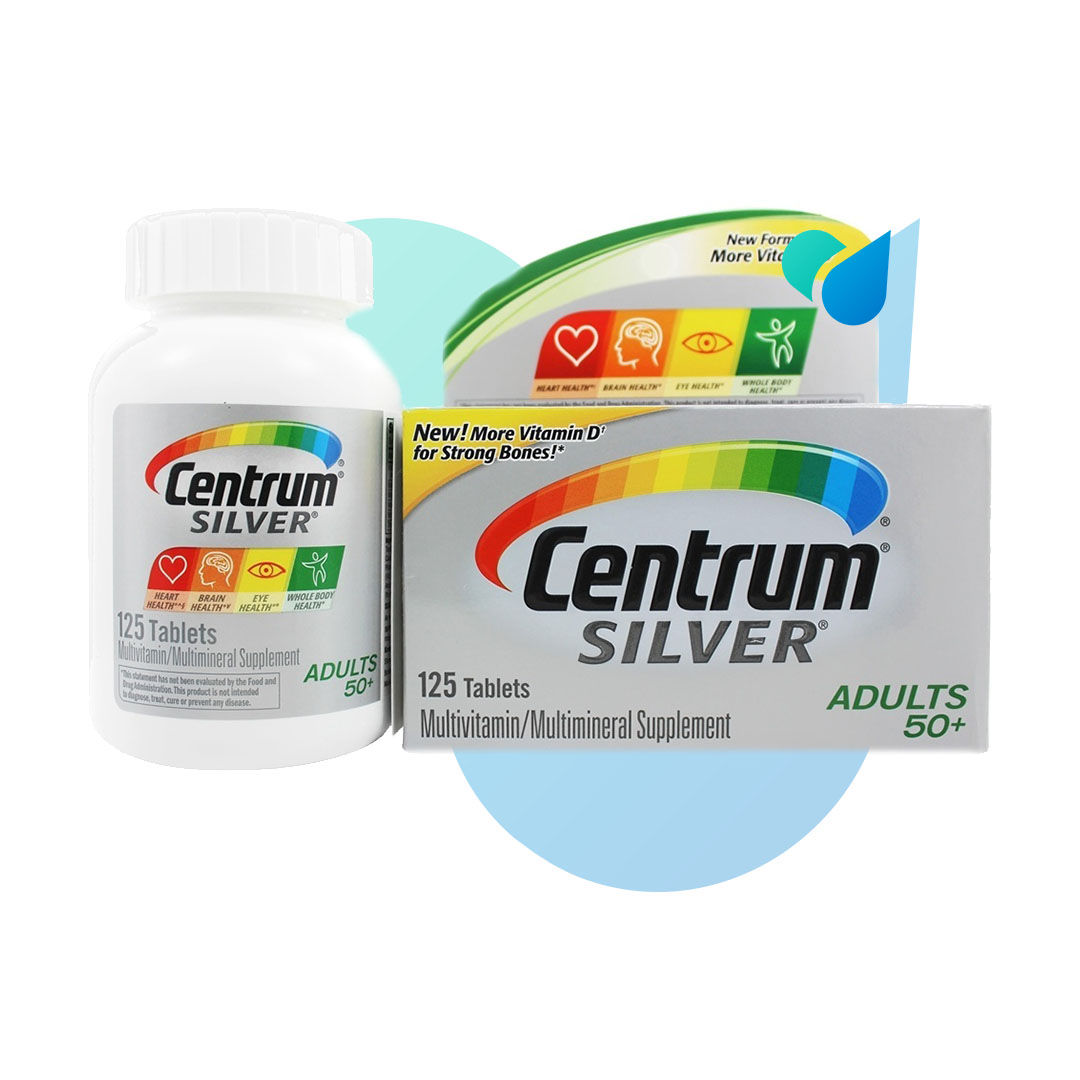 Centrum®
SILVER®
HEART
HEALTH
BRAIN
HEALTH
EYE
HEALTH
WHOLE BODY
HEALTH
125 Tablets
Multivitamin/Multimineral Supplement
*This statement has not been evaluated by the Food and
Drug Administration. This product is not intended
to diagnose, treat, cure or prevent any disease.
ADULTS
50+
New Form
More Vita
HEART HEALTH
BRAIN HEALTH
EYE HEALTH
WHOLE BODY
HEALTH
New! More Vitamin D†
for Strong Bones!*
Centrum®
SILVER®
125 Tablets
Multivitamin/Multimineral Supplement
ADULTS
50+